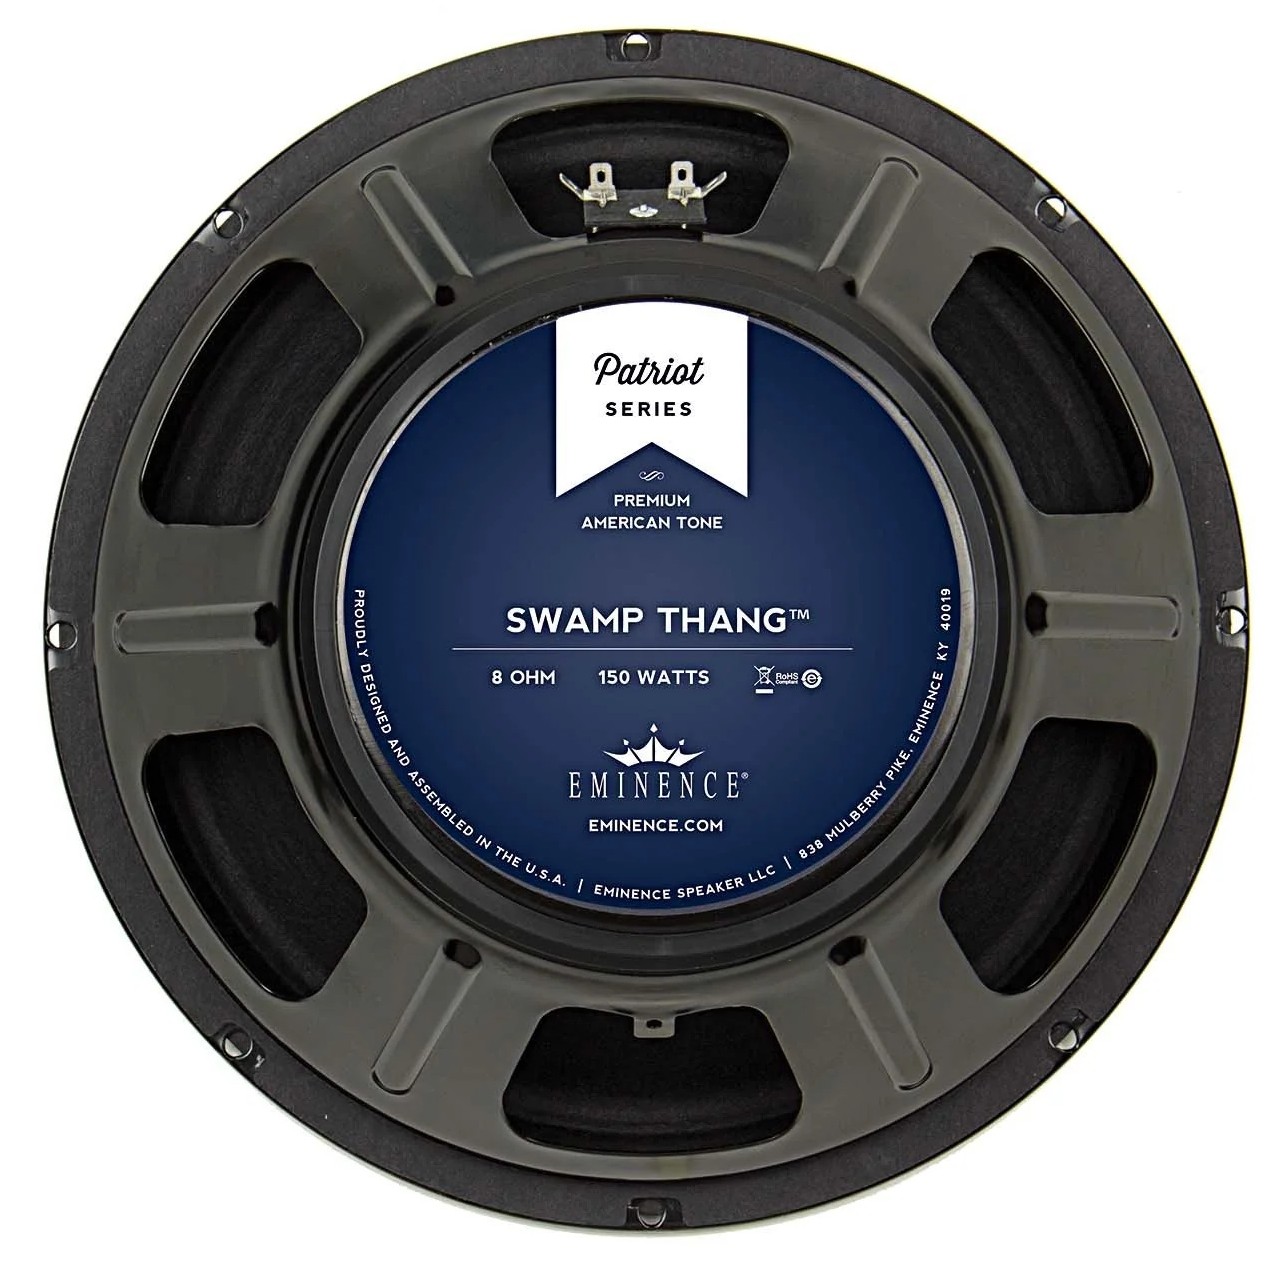 Patriot
SERIES
PREMIUM
AMERICAN TONE
SWAMP THANG™
8 OHM 150 WATTS RoHS
Compliant e
EMINENCE®
EMINENCE.COM
PROUDLY DESIGNED AND ASSEMBLED IN THE U.S.A. | EMINENCE SPEAKER LLC | 838 MULBERRY PIKE, EMINENCE KY 40019